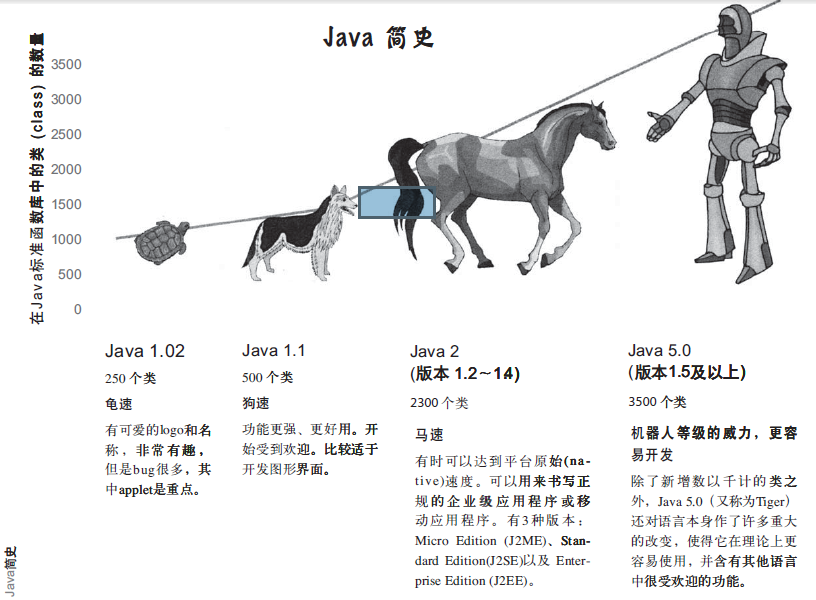 Java 简史
在Java标准函数库中的类 (class) 的数量
3500
3000
2500
2000
1500
1000
500
0
Java 1.02
250 个类
龟速
有可爱的logo和名
称，非常有趣，
但是bug很多，其
中applet是重点。
Java 1.1
500 个类
狗速
功能更强、更好用。开
始受到欢迎。比较适于
开发图形界面。
Java 2
(版本 1.2～1.4)
2300 个类
马速
有时可以达到平台原始(na-
tive)速度。可以用来书写正
规的企业级应用程序或移
动应用程序。有3种版本：
Micro Edition (J2ME)、Stan-
dard Edition(J2SE)以及 Enter-
prise Edition (J2EE)。
Java 5.0
(版本1.5及以上)
3500 个类
机器人等级的威力，更容
易开发
除了新增数以千计的类之
外，Java 5.0（又称为Tiger）
还对语言本身作了许多重大
的改变，使得它在理论上更
容易使用，并含有其他语言
中很受欢迎的功能。
Java简史